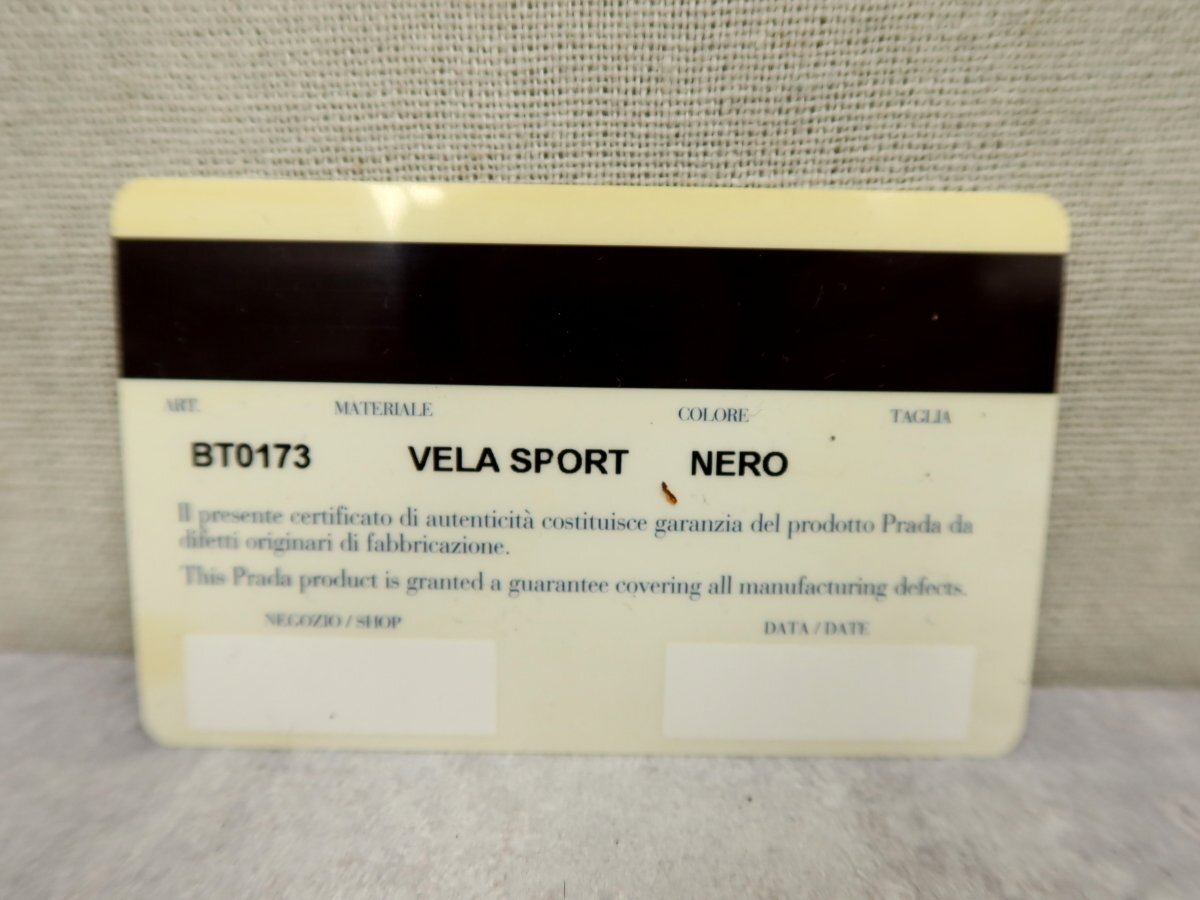 ART. MATERIALE COLORE TAGLIA
BT0173 VELA SPORT NERO
Il presente certificato di autenticità costituisce garanzia del prodotto Prada da
difetti originari di fabbricazione.
This Prada product is granted a guarantee covering all manufacturing defects.
NEGOZIO / SHOP DATA / DATE